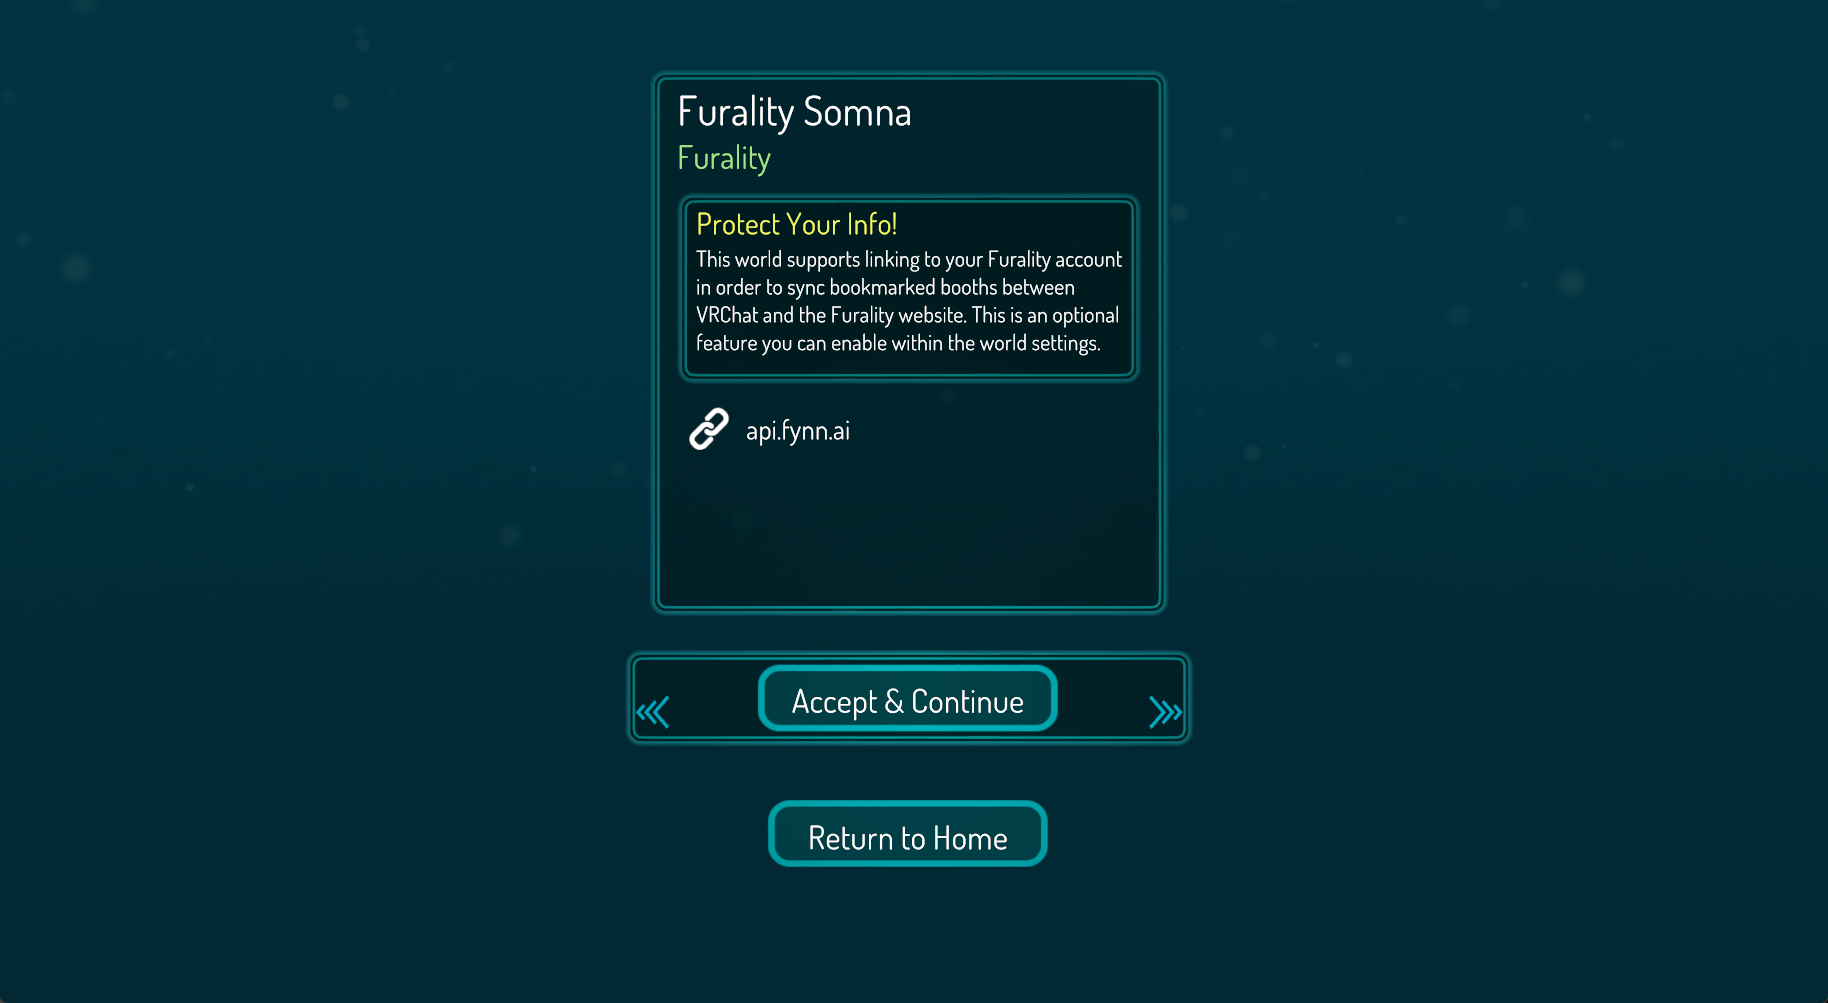 Furality Somna
Furality
Protect Your Info!
This world supports linking to your Furality account
in order to sync bookmarked booths between
VRChat and the Furality website. This is an optional
feature you can enable within the world settings.
api.fynn.ai
Accept & Continue
Return to Home